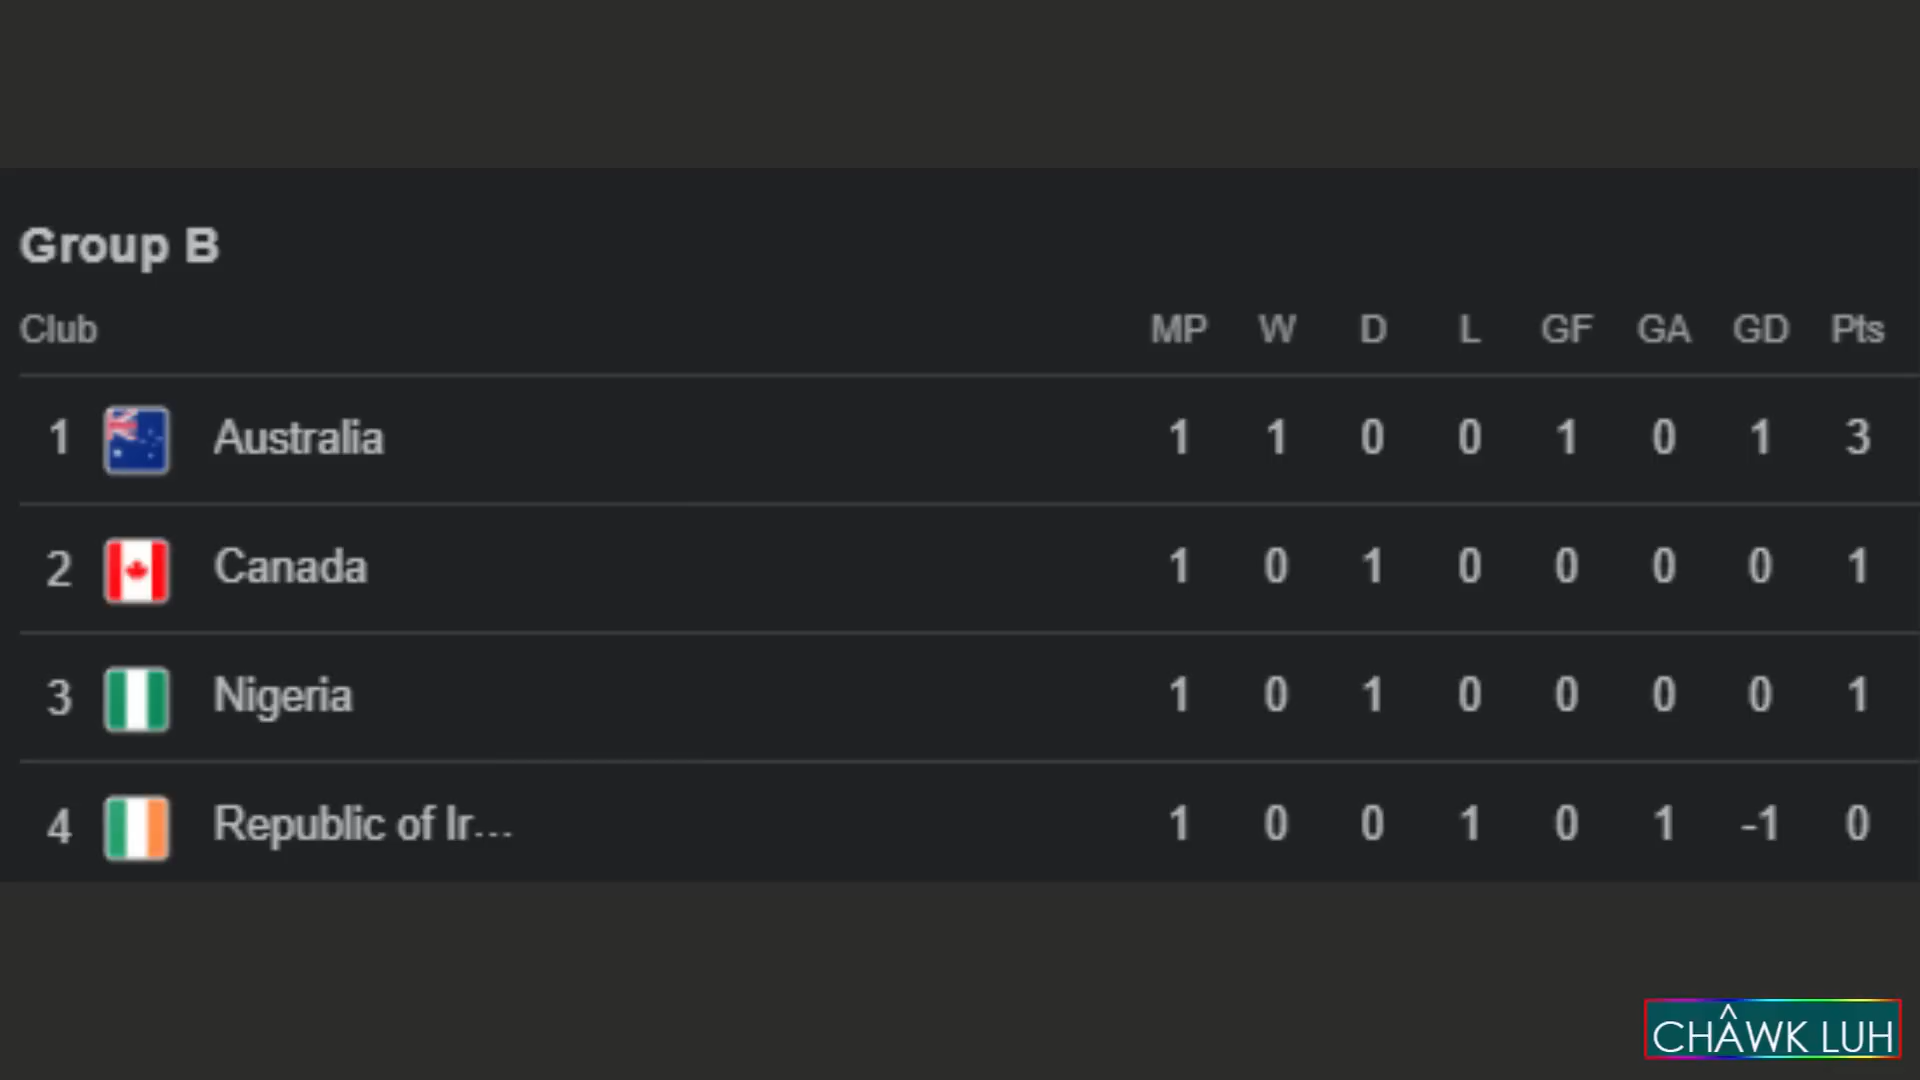 Group B
Club MP W D L GF GA GD Pts
1 Australia 1 1 0 0 1 0 1 3
2 Canada 1 0 1 0 0 0 0 1
3 Nigeria 1 0 1 0 0 0 0 1
4 Republic of Ir... 1 0 0 1 0 1 -1 0
CHÂWK LUH